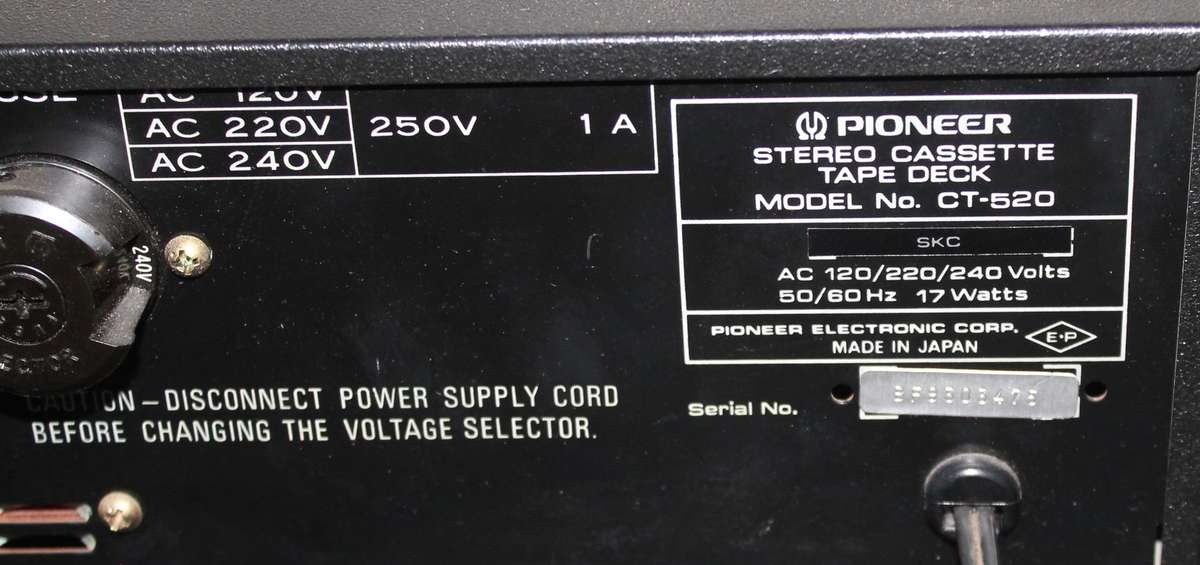 AC 120V
AC 220V
AC 240V
250V 1 A
PIONEER
STEREO CASSETTE
TAPE DECK
MODEL No. CT-520
SKC
AC 120/220/240 Volts
50/60 Hz 17 Watts
PIONEER ELECTRONIC CORP.
MADE IN JAPAN
E•P
240V
CAUTION – DISCONNECT POWER SUPPLY CORD
BEFORE CHANGING THE VOLTAGE SELECTOR.
Serial No.